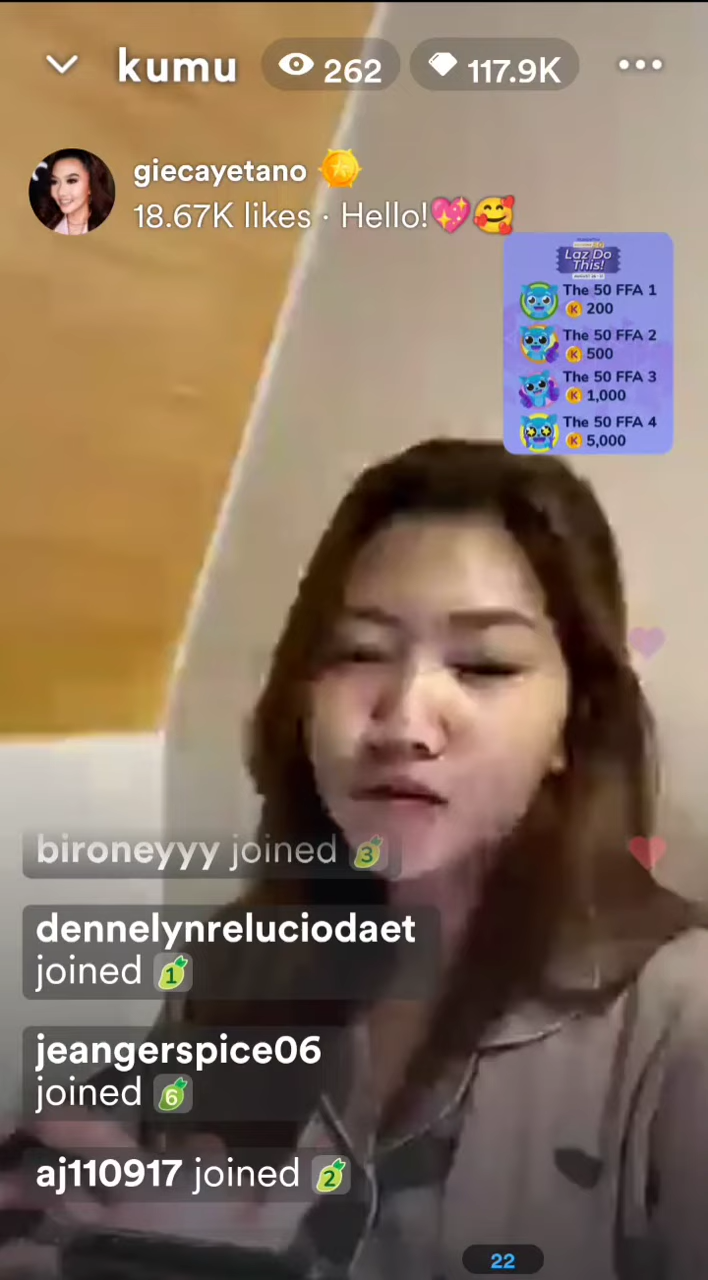 kumu 262 117.9K
giecayetano
18.67K likes · Hello!💖🥰
Laz Do
This!
The 50 FFA 1
K 200
The 50 FFA 2
K 500
The 50 FFA 3
K 1,000
The 50 FFA 4
K 5,000
bironeyyy joined 3
dennelynreluciodaet
joined 1
jeangerspice06
joined 6
aj110917 joined 2
22